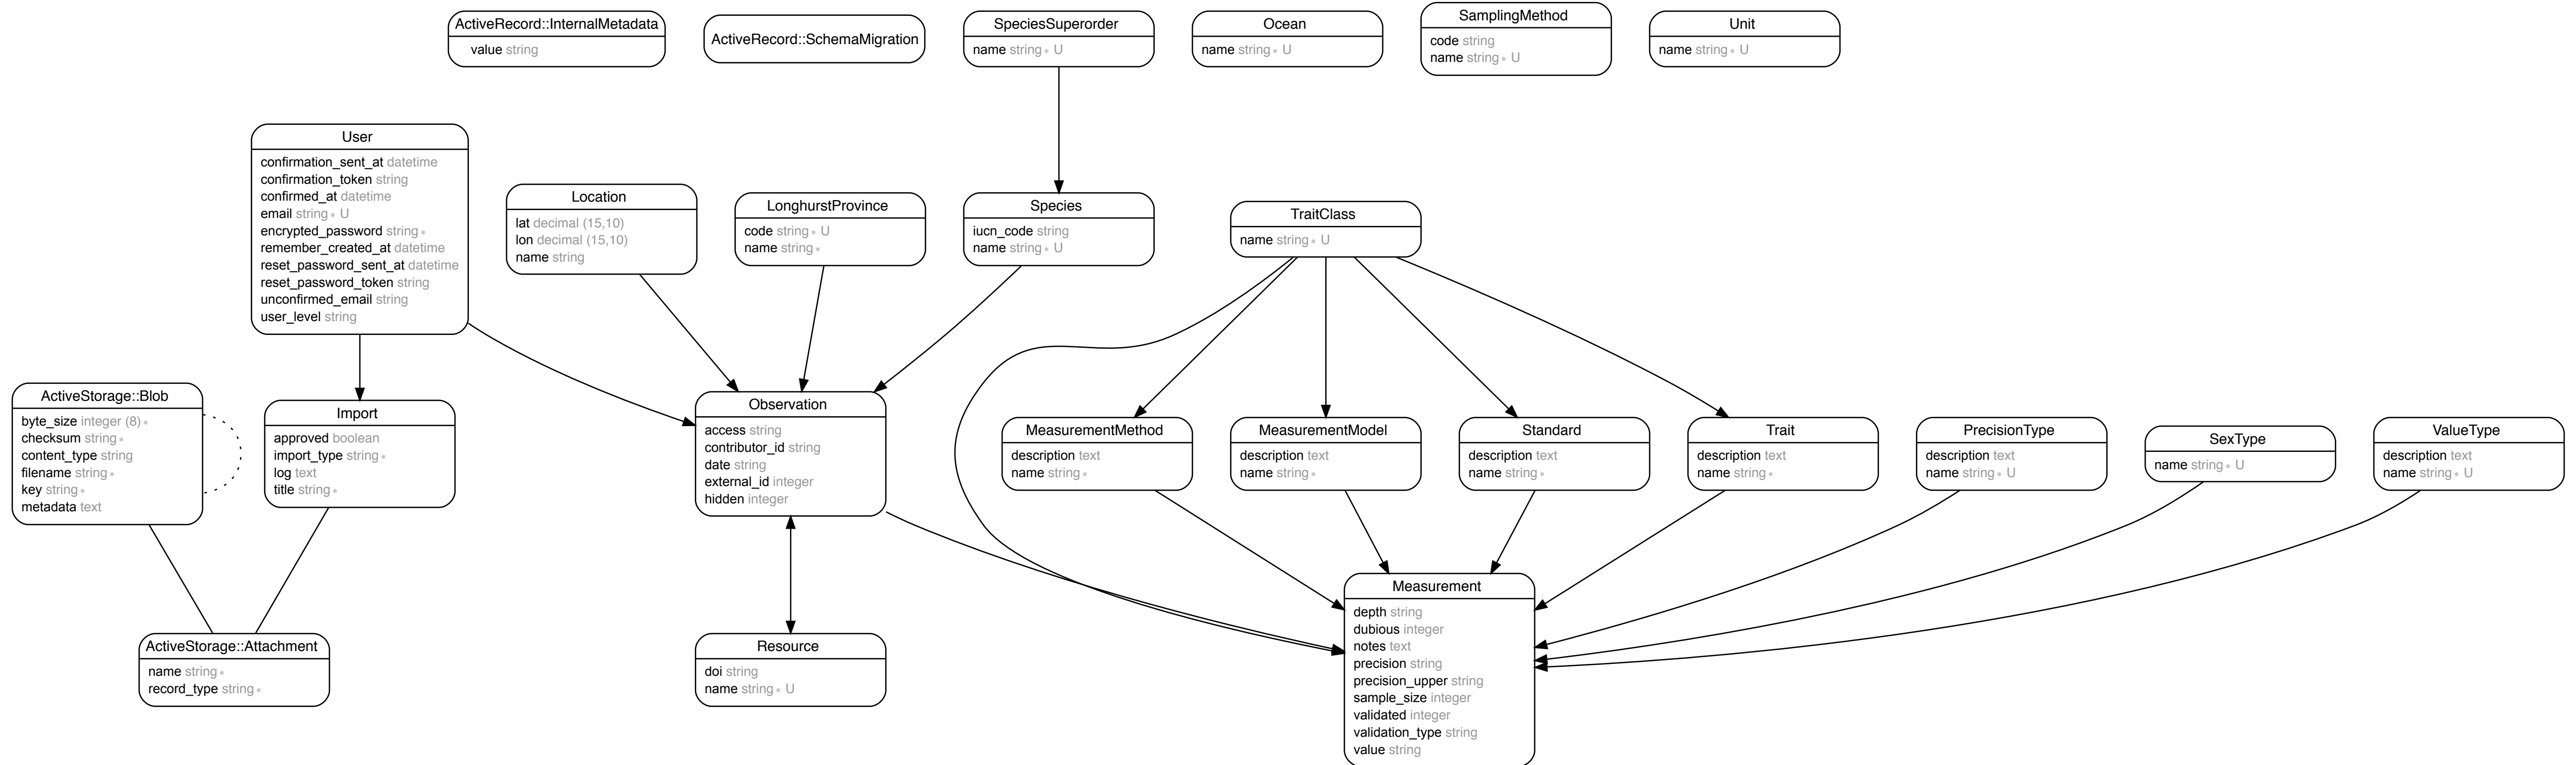 ActiveRecord::InternalMetadata
value string
ActiveRecord::SchemaMigration
SpeciesSuperorder
name string* U
Ocean
name string* U
SamplingMethod
code string
name string* U
Unit
name string* U
User
confirmation_sent_at datetime
confirmation_token string
confirmed_at datetime
email string* U
encrypted_password string*
remember_created_at datetime
reset_password_sent_at datetime
reset_password_token string
unconfirmed_email string
user_level string
Location
lat decimal (15,10)
lon decimal (15,10)
name string
LonghurstProvince
code string* U
name string*
Species
iucn_code string
name string* U
TraitClass
name string* U
ActiveStorage::Blob
byte_size integer (8)*
checksum string*
content_type string
filename string*
key string*
metadata text
Import
approved boolean
import_type string*
log text
title string*
Observation
access string
contributor_id string
date string
external_id integer
hidden integer
MeasurementMethod
description text
name string*
MeasurementModel
description text
name string*
Standard
description text
name string*
Trait
description text
name string*
PrecisionType
description text
name string* U
SexType
name string* U
ValueType
description text
name string* U
ActiveStorage::Attachment
name string*
record_type string*
Resource
doi string
name string* U
Measurement
depth string
dubious integer
notes text
precision string
precision_upper string
sample_size integer
validated integer
validation_type string
value string